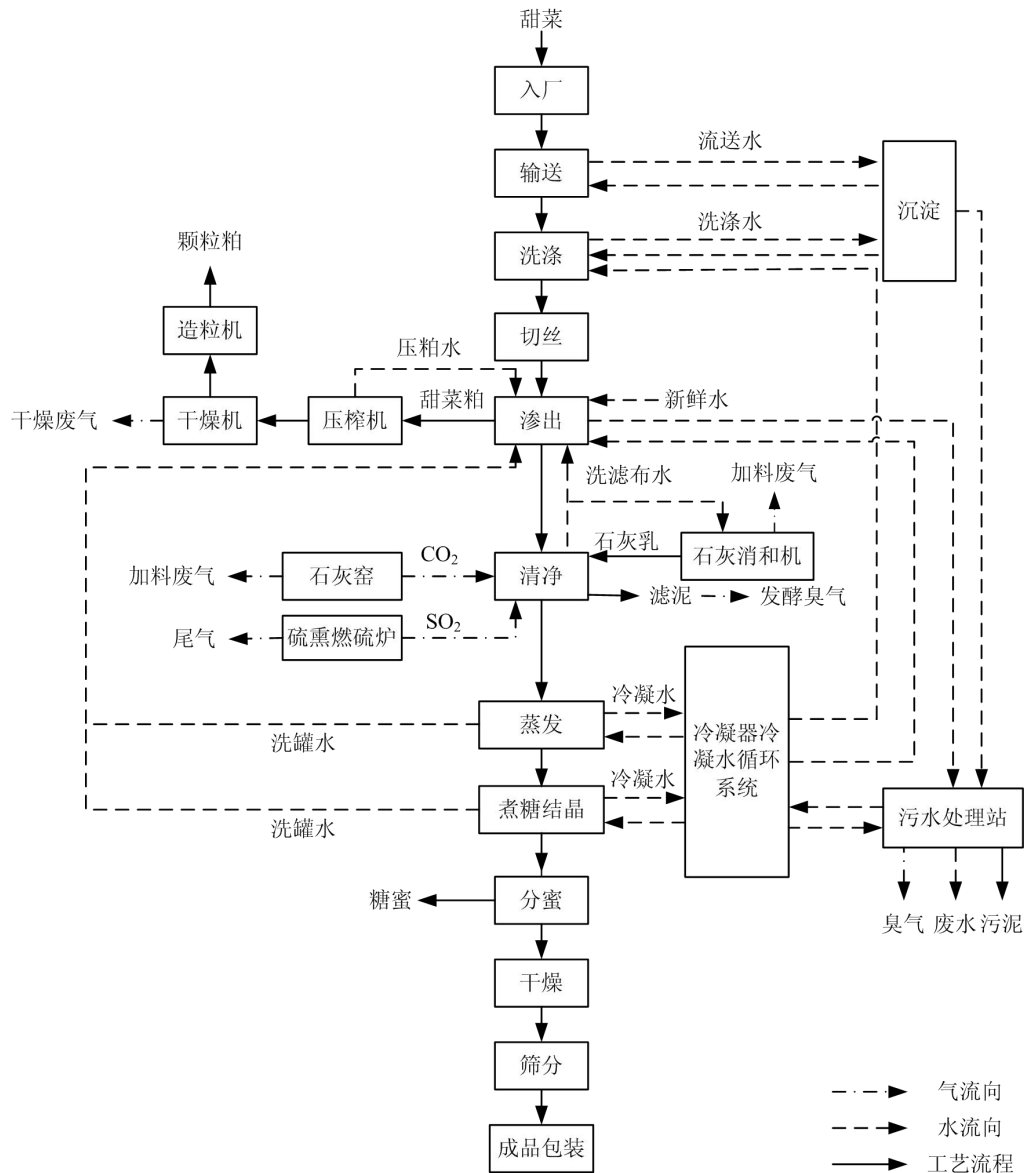 甜菜
入厂
流送水
输送
沉淀
洗涤水
洗涤
颗粒粕
造粒机
切丝
压粕水
干燥废气
干燥机
压榨机
甜菜粕
渗出
新鲜水
洗滤布水
加料废气
石灰乳
石灰消和机
加料废气
石灰窑
CO₂
清净
滤泥
发酵臭气
尾气
硫熏燃硫炉
SO₂
冷凝水
蒸发
洗罐水
冷凝器冷
凝水循环
系统
冷凝水
煮糖结晶
洗罐水
污水处理站
糖蜜
分蜜
臭气
废水
污泥
干燥
筛分
成品包装
气流向
水流向
工艺流程